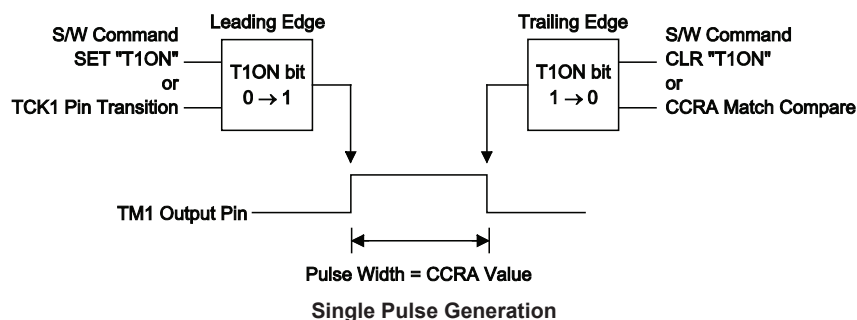 Leading Edge
S/W Command
SET "T1ON"
or
TCK1 Pin Transition
T1ON bit
0 → 1
Trailing Edge
T1ON bit
1 → 0
S/W Command
CLR "T1ON"
or
CCRA Match Compare
TM1 Output Pin
Pulse Width = CCRA Value
Single Pulse Generation